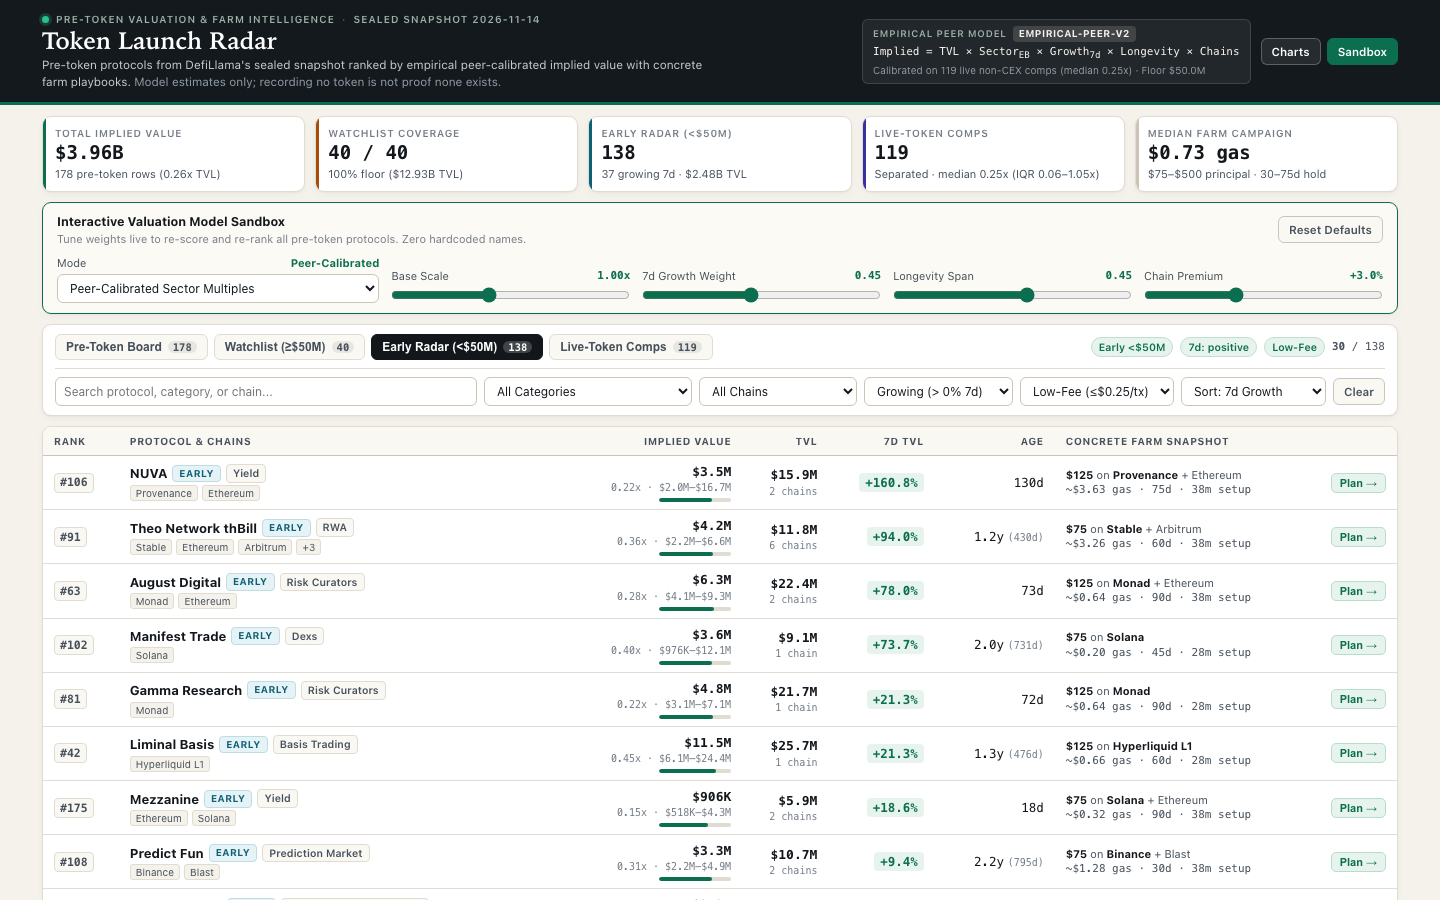 PRE-TOKEN VALUATION & FARM INTELLIGENCE · SEALED SNAPSHOT 2026-11-14
Token Launch Radar
Pre-token protocols from DefiLlama's sealed snapshot ranked by empirical peer-calibrated implied value with concrete
farm playbooks. Model estimates only; recording no token is not proof none exists.
EMPIRICAL PEER MODEL EMPIRICAL-PEER-V2
Implied = TVL × Sector_EB × Growth_7d × Longevity × Chains
Calibrated on 119 live non-CEX comps (median 0.25x) · Floor $50.0M
Charts
Sandbox
TOTAL IMPLIED VALUE
$3.96B
178 pre-token rows (0.26x TVL)
WATCHLIST COVERAGE
40 / 40
100% floor ($12.93B TVL)
EARLY RADAR (<$50M)
138
37 growing 7d · $2.48B TVL
LIVE-TOKEN COMPS
119
Separated · median 0.25x (IQR 0.06–1.05x)
MEDIAN FARM CAMPAIGN
$0.73 gas
$75–$500 principal · 30–75d hold
Interactive Valuation Model Sandbox
Tune weights live to re-score and re-rank all pre-token protocols. Zero hardcoded names.
Reset Defaults
Mode Peer-Calibrated
Peer-Calibrated Sector Multiples
Base Scale 1.00x
7d Growth Weight 0.45
Longevity Span 0.45
Chain Premium +3.0%
Pre-Token Board 178
Watchlist (≥$50M) 40
Early Radar (<$50M) 138
Live-Token Comps 119
Early <$50M 7d: positive Low-Fee 30 / 138
Search protocol, category, or chain...
All Categories
All Chains
Growing (> 0% 7d)
Low-Fee (≤$0.25/tx)
Sort: 7d Growth
Clear
RANK PROTOCOL & CHAINS IMPLIED VALUE TVL 7D TVL AGE CONCRETE FARM SNAPSHOT
#106 NUVA EARLY Yield
Provenance Ethereum
$3.5M
0.22x · $2.0M–$16.7M
$15.9M
2 chains
+160.8%
130d
$125 on Provenance + Ethereum
~$3.63 gas · 75d · 38m setup
Plan →
#91 Theo Network thBill EARLY RWA
Stable Ethereum Arbitrum +3
$4.2M
0.36x · $2.2M–$6.6M
$11.8M
6 chains
+94.0%
1.2y (430d)
$75 on Stable + Arbitrum
~$3.26 gas · 60d · 38m setup
Plan →
#63 August Digital EARLY Risk Curators
Monad Ethereum
$6.3M
0.28x · $4.1M–$9.3M
$22.4M
2 chains
+78.0%
73d
$125 on Monad + Ethereum
~$0.64 gas · 90d · 38m setup
Plan →
#102 Manifest Trade EARLY Dexs
Solana
$3.6M
0.40x · $976K–$12.1M
$9.1M
1 chain
+73.7%
2.0y (731d)
$75 on Solana
~$0.20 gas · 45d · 28m setup
Plan →
#81 Gamma Research EARLY Risk Curators
Monad
$4.8M
0.22x · $3.1M–$7.1M
$21.7M
1 chain
+21.3%
72d
$125 on Monad
~$0.64 gas · 90d · 28m setup
Plan →
#42 Liminal Basis EARLY Basis Trading
Hyperliquid L1
$11.5M
0.45x · $6.1M–$24.4M
$25.7M
1 chain
+21.3%
1.3y (476d)
$125 on Hyperliquid L1
~$0.66 gas · 60d · 28m setup
Plan →
#175 Mezzanine EARLY Yield
Ethereum Solana
$906K
0.15x · $518K–$4.3M
$5.9M
2 chains
+18.6%
18d
$75 on Solana + Ethereum
~$0.32 gas · 90d · 38m setup
Plan →
#108 Predict Fun EARLY Prediction Market
Binance Blast
$3.3M
0.31x · $2.2M–$4.9M
$10.7M
2 chains
+9.4%
2.2y (795d)
$75 on Binance + Blast
~$1.28 gas · 30d · 38m setup
Plan →